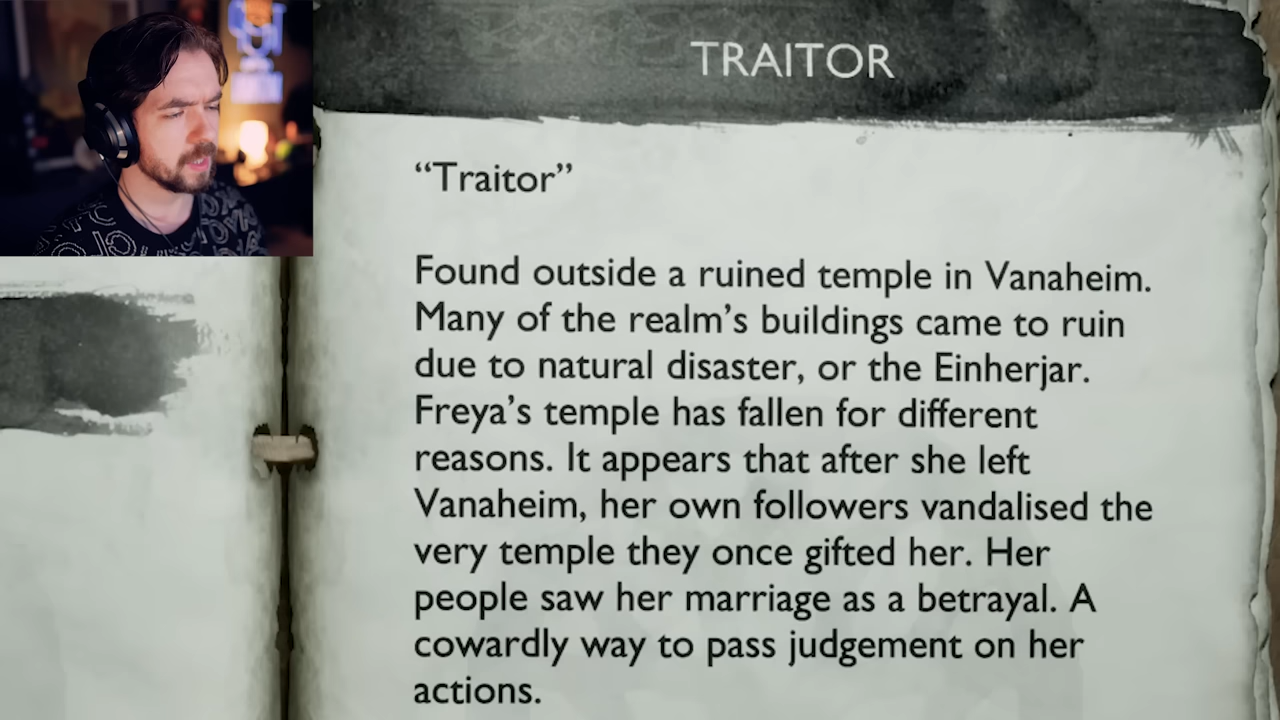 TRAITOR
“Traitor”
Found outside a ruined temple in Vanaheim.
Many of the realm’s buildings came to ruin
due to natural disaster, or the Einherjar.
Freya’s temple has fallen for different
reasons. It appears that after she left
Vanaheim, her own followers vandalised the
very temple they once gifted her. Her
people saw her marriage as a betrayal. A
cowardly way to pass judgement on her
actions.